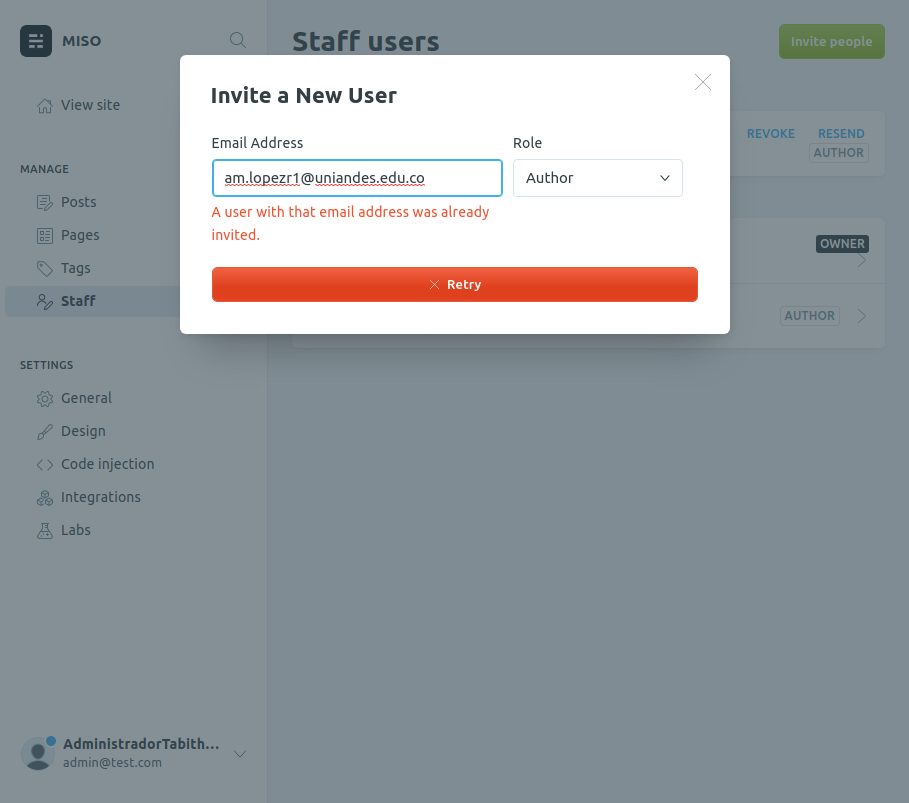 MISO
Staff users
Invite people
Invite a New User
View site
Email Address
Role
REVOKE
RESEND
AUTHOR
MANAGE
am.lopezr1@uniandes.edu.co
Author
Posts
A user with that email address was already
invited.
Pages
OWNER
Tags
Retry
Staff
AUTHOR
SETTINGS
General
Design
Code injection
Integrations
Labs
AdministradorTabith...
admin@test.com